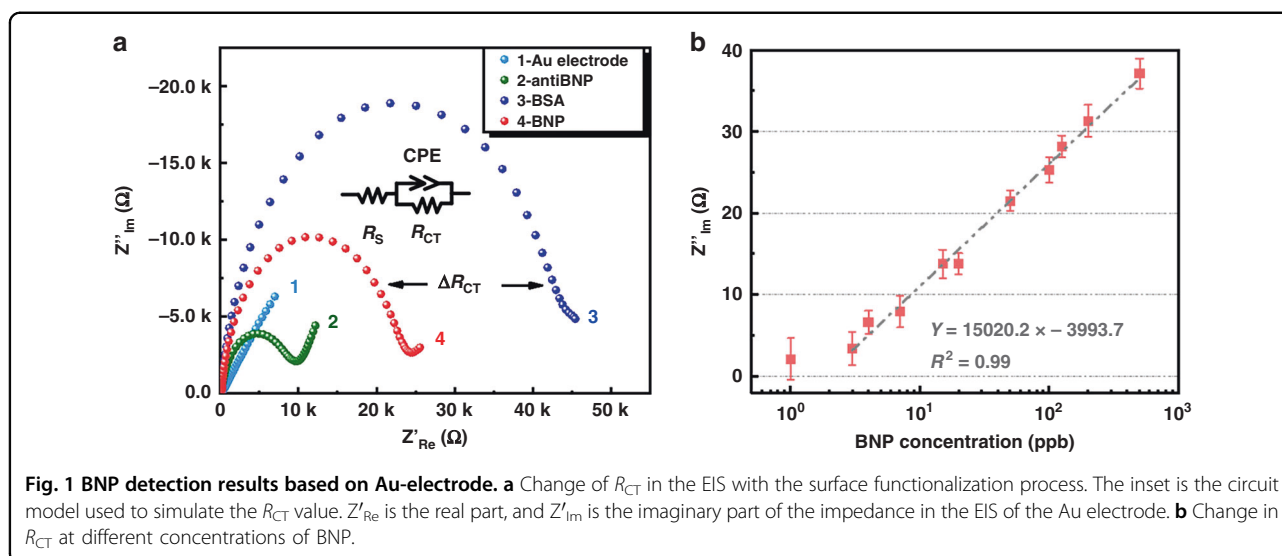 a
Z''Im (Ω)
–20.0 k
–15.0 k
–10.0 k
–5.0 k
0.0
0
10 k
20 k
30 k
40 k
50 k
Z'Re (Ω)
1-Au electrode
2-antiBNP
3-BSA
4-BNP
CPE
RS
RCT
ΔRCT
1
2
3
4
b
Z''Im (Ω)
40
30
20
10
0
10⁰
10¹
10²
10³
BNP concentration (ppb)
Y = 15020.2 × – 3993.7
R² = 0.99
Fig. 1 BNP detection results based on Au-electrode. a Change of RCT in the EIS with the surface functionalization process. The inset is the circuit
model used to simulate the RCT value. Z′Re is the real part, and Z′Im is the imaginary part of the impedance in the EIS of the Au electrode. b Change in
RCT at different concentrations of BNP.